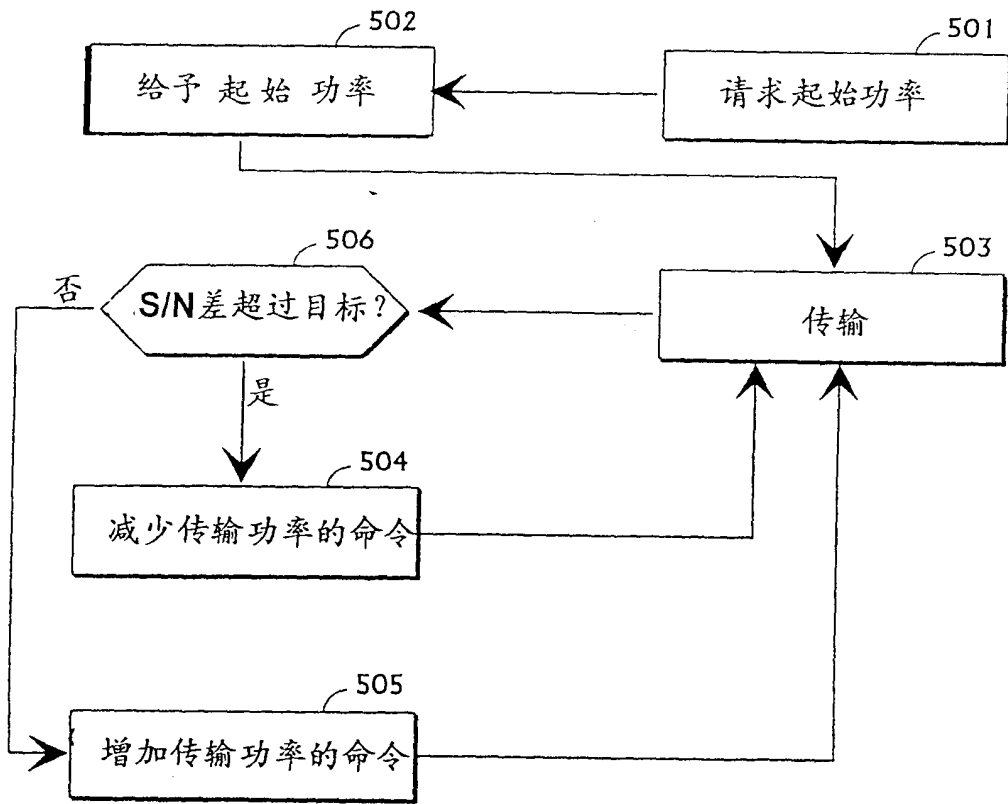 502
501
给予起始功率
请求起始功率
506
503
否
S/N差超过目标？
传输
是
504
减少传输功率的命令
505
增加传输功率的命令